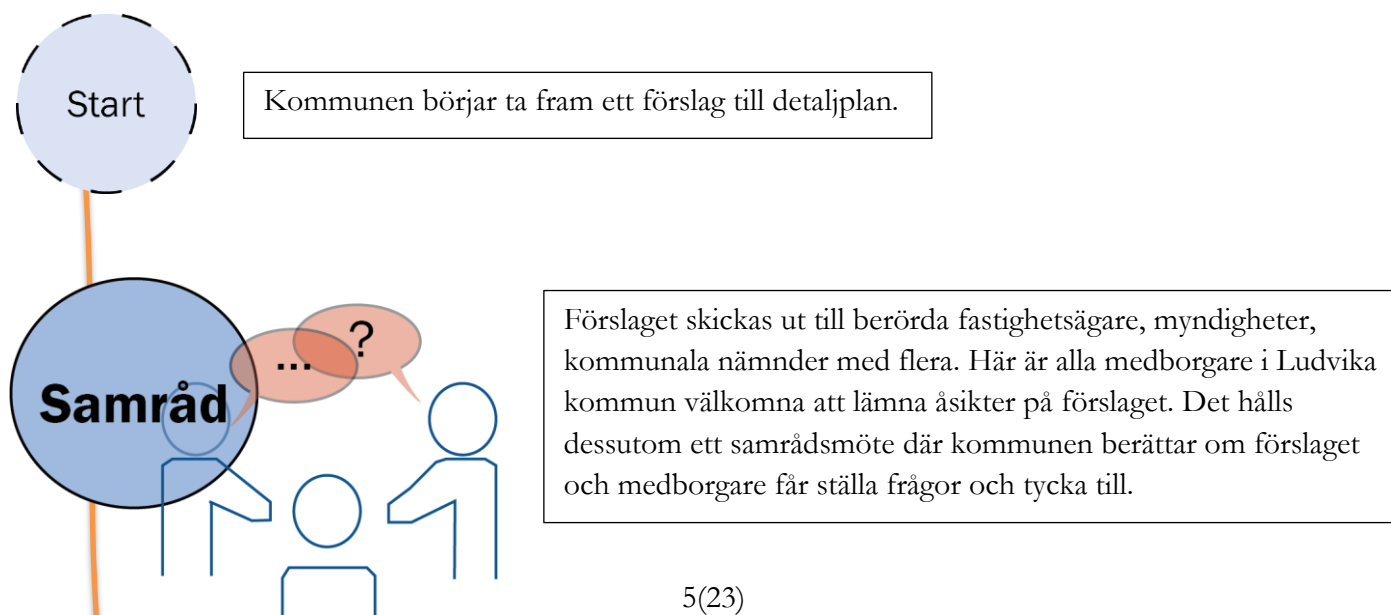 Start
Kommunen börjar ta fram ett förslag till detaljplan.
Samråd
...
?
Förslaget skickas ut till berörda fastighetsägare, myndigheter,
kommunala nämnder med flera. Här är alla medborgare i Ludvika
kommun välkomna att lämna åsikter på förslaget. Det hålls
dessutom ett samrådsmöte där kommunen berättar om förslaget
och medborgare får ställa frågor och tycka till.
5(23)